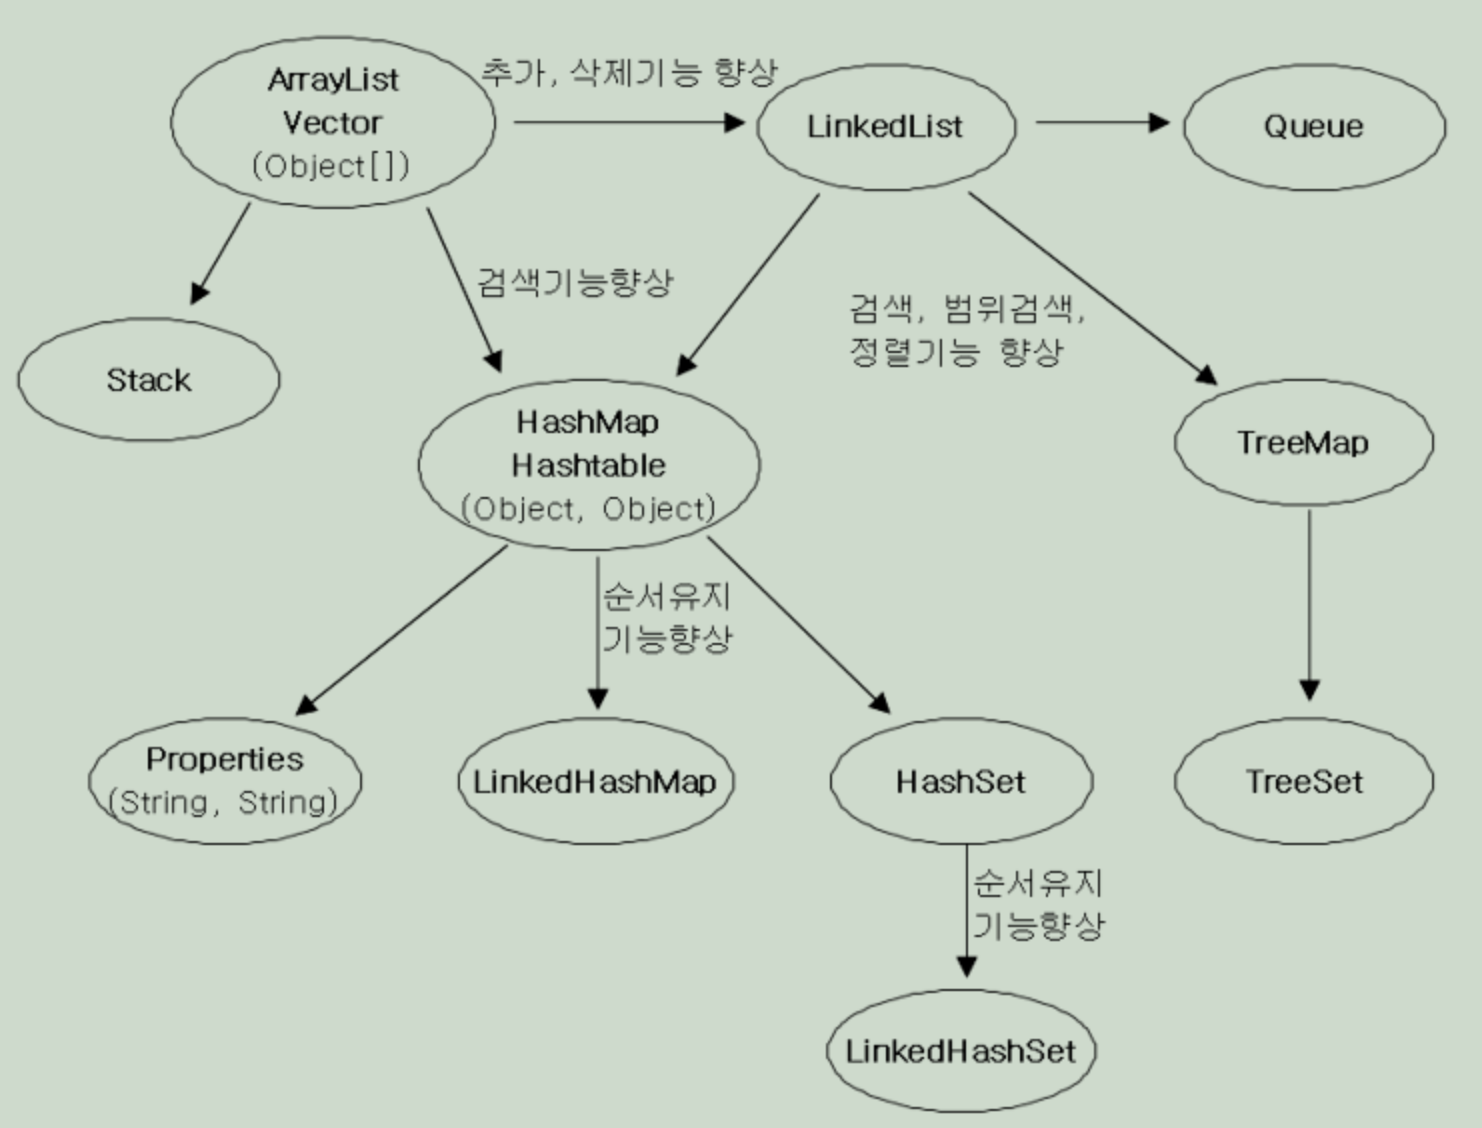 ArrayList
Vector
(Object[])
추가, 삭제기능 향상
LinkedList
Queue
검색기능향상
검색, 범위검색,
정렬기능 향상
Stack
HashMap
Hashtable
(Object, Object)
TreeMap
순서유지
기능향상
Properties
(String, String)
LinkedHashMap
HashSet
TreeSet
순서유지
기능향상
LinkedHashSet